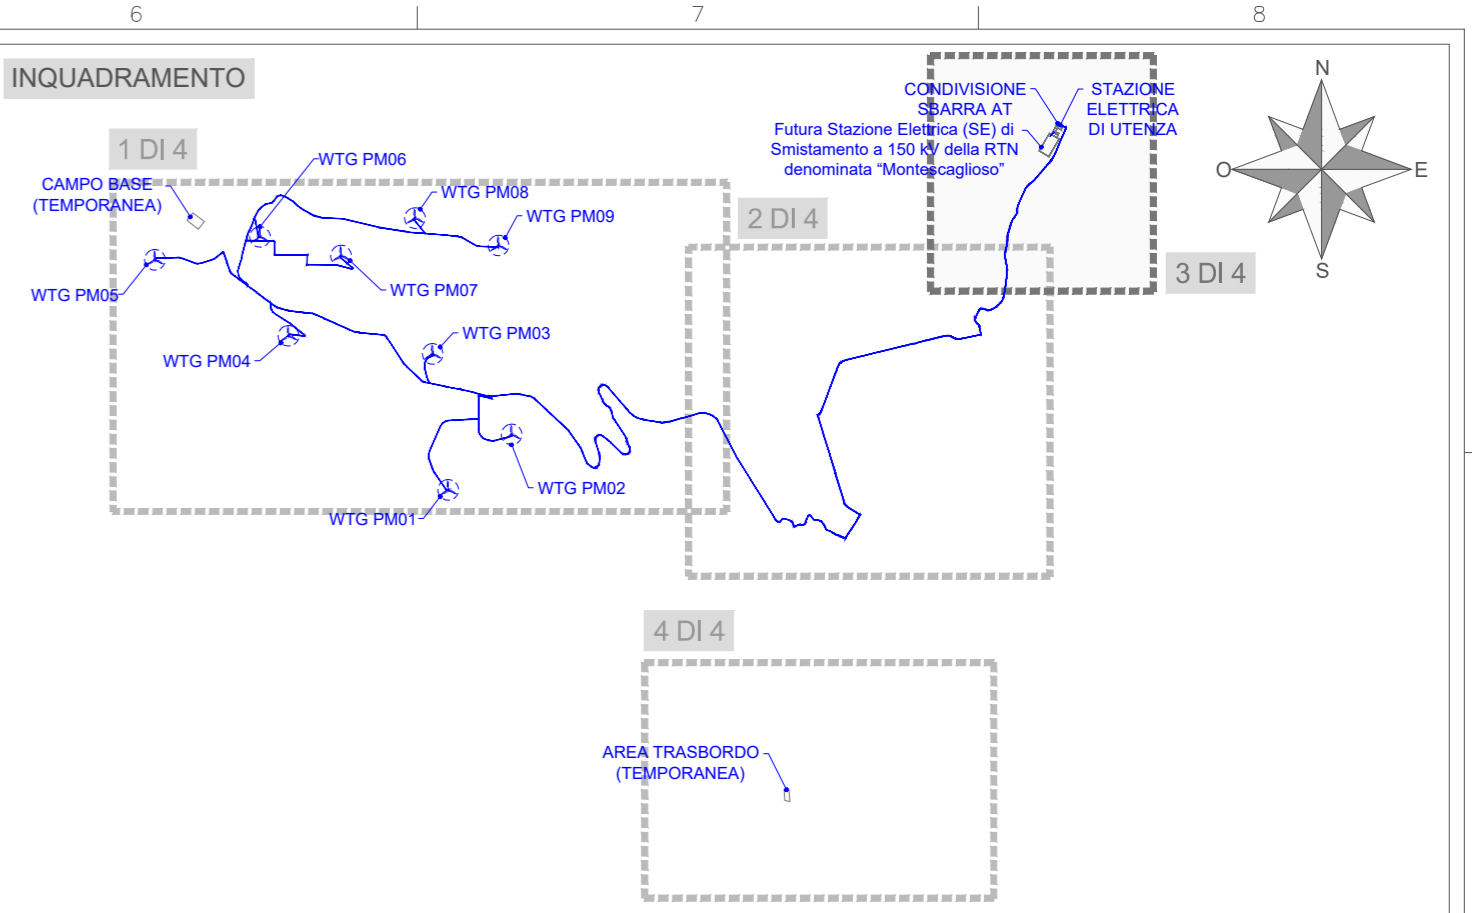 6
7
8
INQUADRAMENTO
N
O
E
S
CONDIVISIONE
SBARRA AT
STAZIONE
ELETTRICA
DI UTENZA
Futura Stazione Elettrica (SE) di
Smistamento a 150 kV della RTN
denominata “Montescaglioso”
1 DI 4
CAMPO BASE
(TEMPORANEA)
WTG PM06
WTG PM08
WTG PM09
2 DI 4
3 DI 4
WTG PM05
WTG PM07
WTG PM04
WTG PM03
WTG PM02
WTG PM01
4 DI 4
AREA TRASBORDO
(TEMPORANEA)